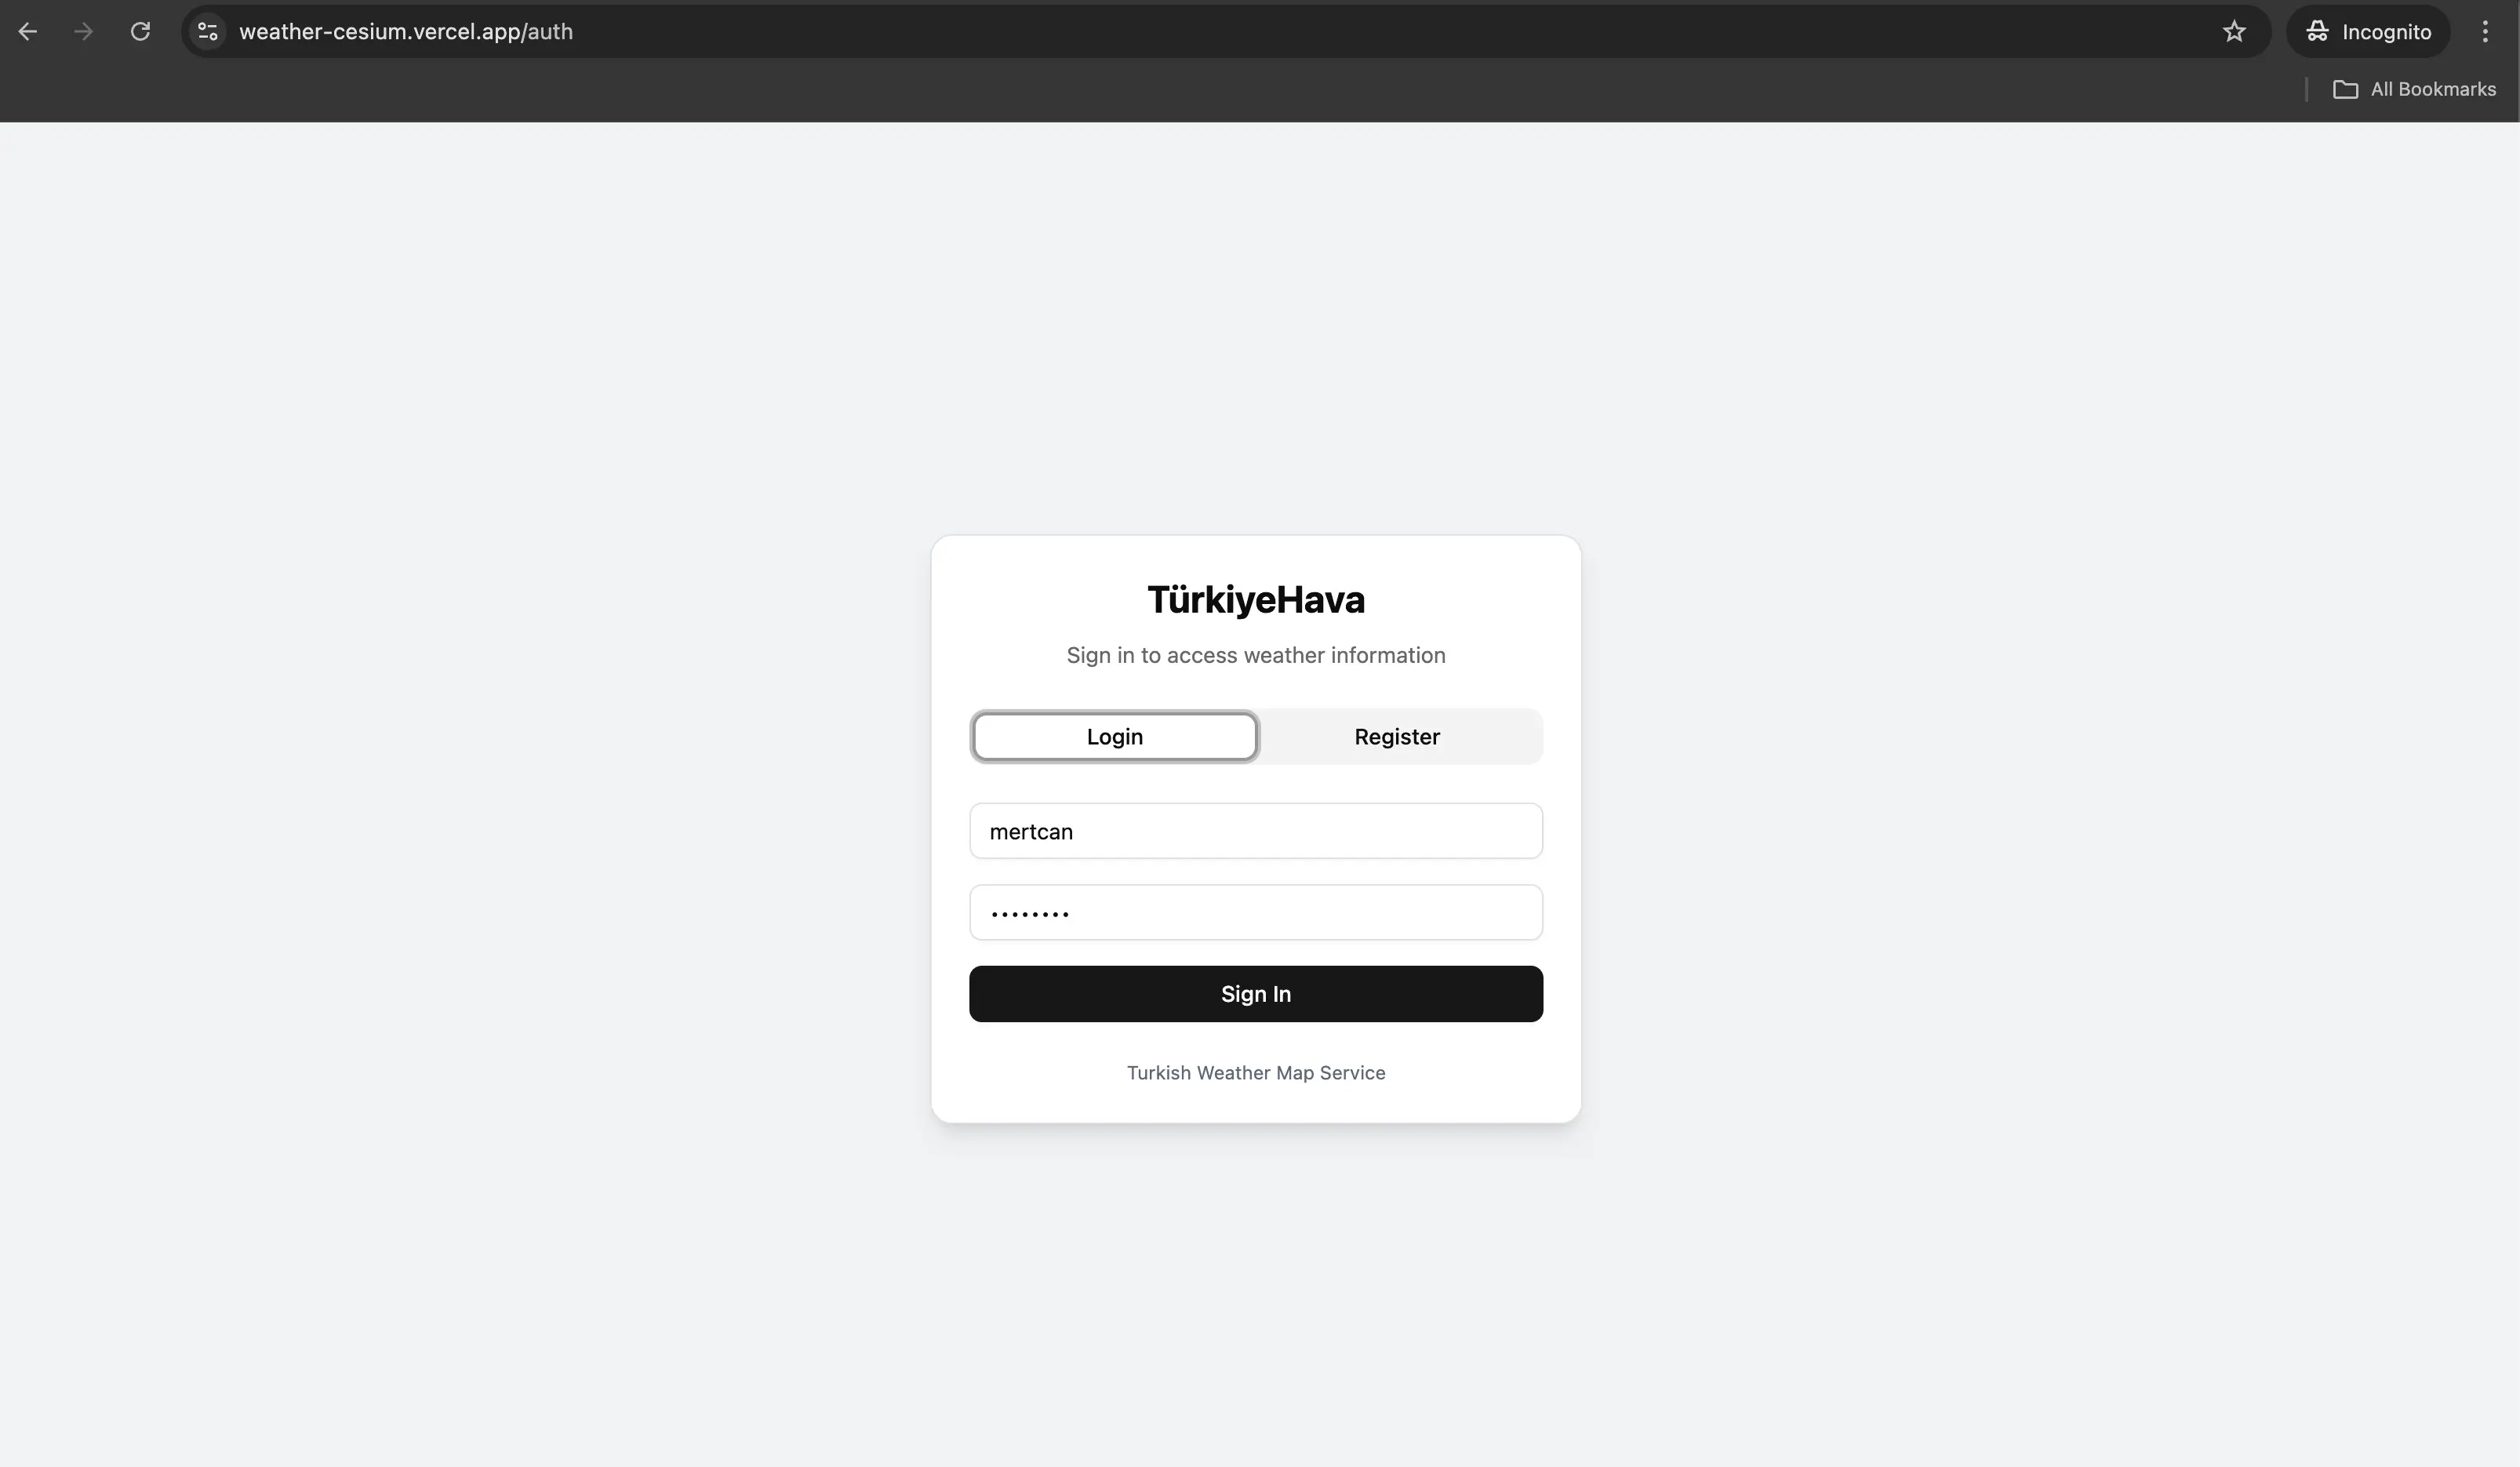 weather-cesium.vercel.app/auth
Incognito
All Bookmarks
TürkiyeHava
Sign in to access weather information
Login
Register
mertcan
••••••••
Sign In
Turkish Weather Map Service